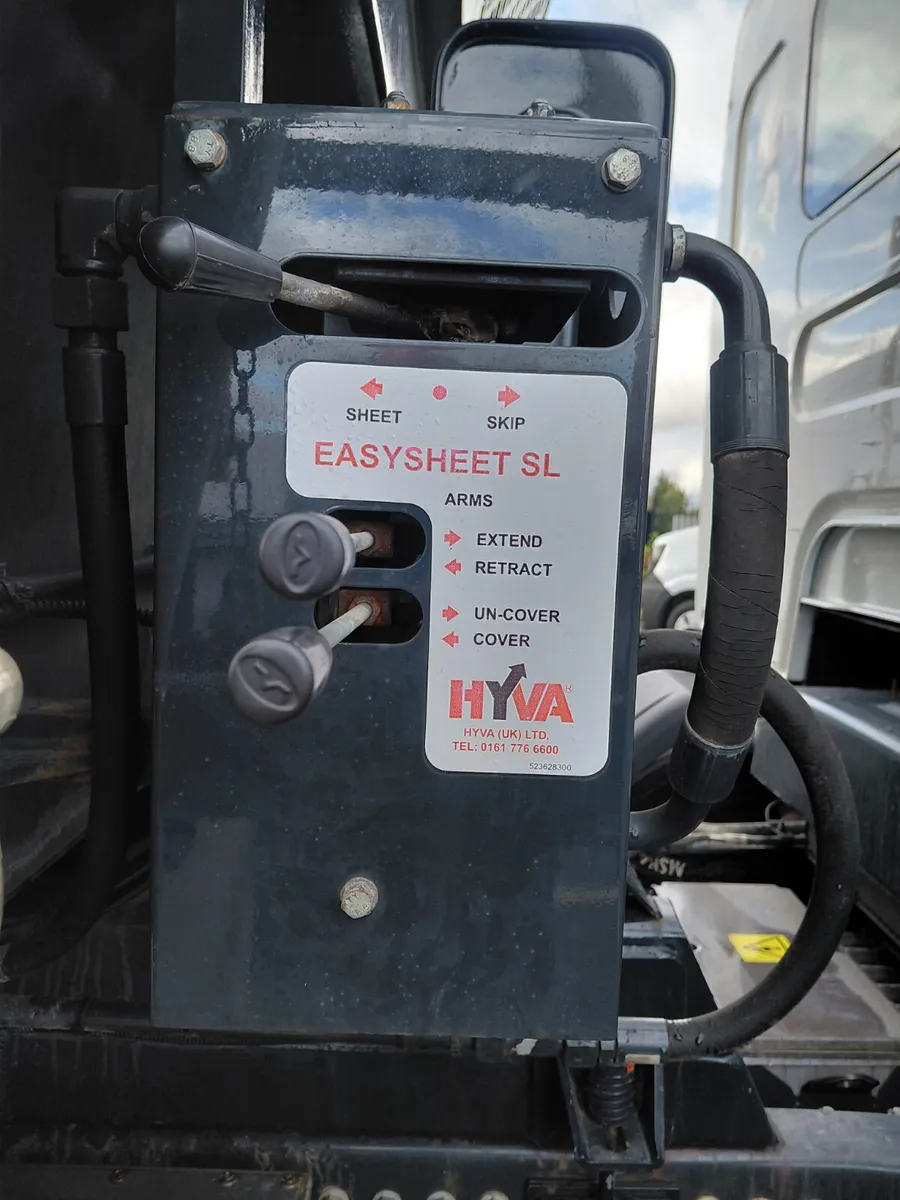 SHEET
SKIP
EASYSHEET SL
ARMS
EXTEND
RETRACT
UN-COVER
COVER
HYVA®
HYVA (UK) LTD.
TEL: 0161 776 6600
523628300